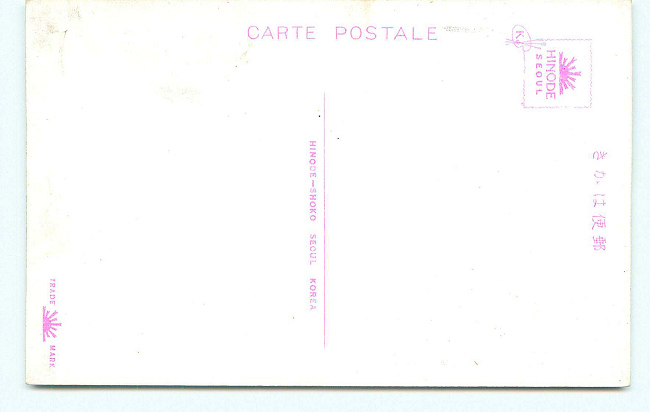 CARTE POSTALE
HINODE
SEOUL
きかは便郵
HINODE–SHOKO SEOUL KOREA
TRADE MARK